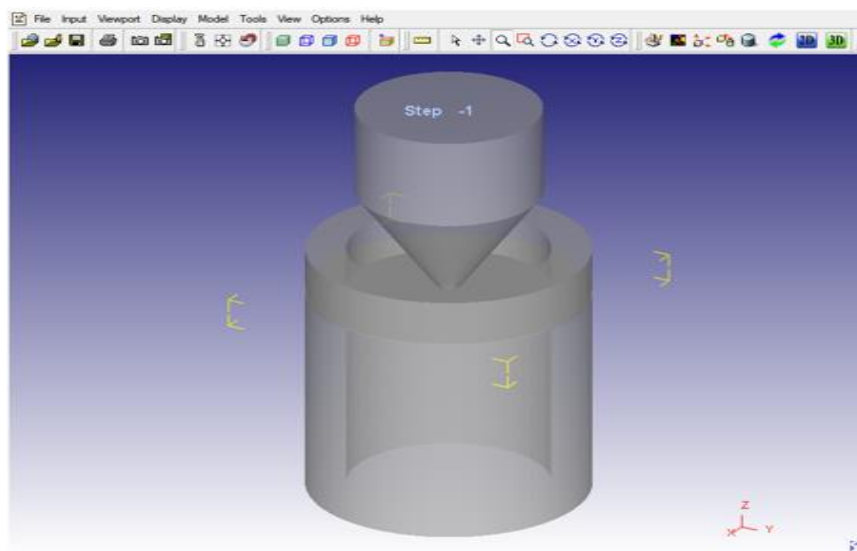 File Input Viewport Display Model Tools View Options Help
2D 3D
Step -1
Z
X Y